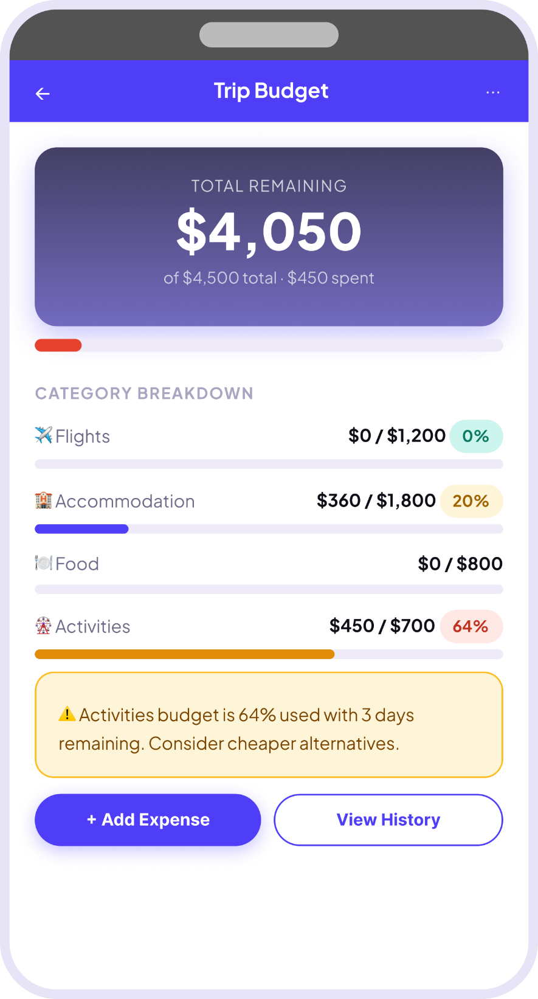 Trip Budget
TOTAL REMAINING
$4,050
of $4,500 total · $450 spent
CATEGORY BREAKDOWN
Flights $0 / $1,200 0%
Accommodation $360 / $1,800 20%
Food $0 / $800
Activities $450 / $700 64%
⚠️ Activities budget is 64% used with 3 days
remaining. Consider cheaper alternatives.
+ Add Expense View History